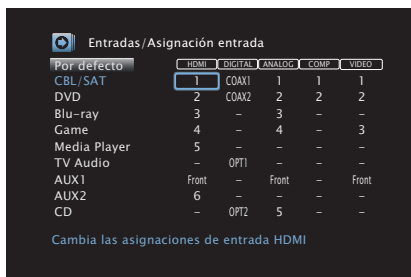 Entradas/Asignación entrada
Por defecto HDMI DIGITAL ANALOG COMP VIDEO
CBL/SAT 1 COAX1 1 1 1
DVD 2 COAX2 2 2 2
Blu-ray 3 – 3 – –
Game 4 – 4 – 3
Media Player 5 – – – –
TV Audio – OPT1 – – –
AUX1 Front – Front – Front
AUX2 6 – – – –
CD – OPT2 5 – –
Cambia las asignaciones de entrada HDMI